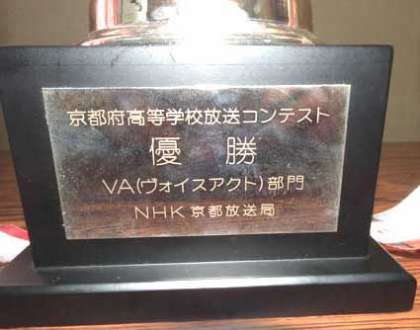 京都府高等学校放送コンテスト
優勝
VA(ヴォイスアクト)部門
NHK京都放送局